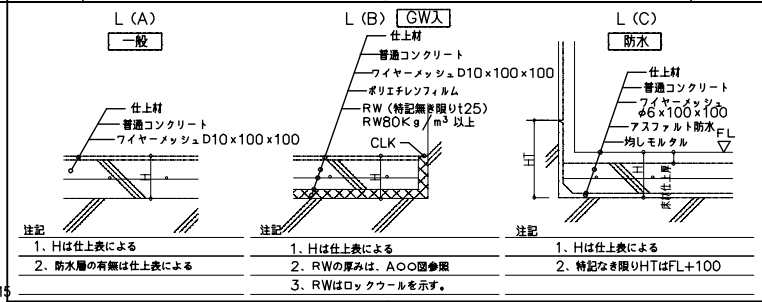 L (A)
一般
仕上材
普通コンクリート
ワイヤーメッシュD10×100×100
H
注記
1、Hは仕上表による
2、防水層の有無は仕上表による
L (B) GW入
仕上材
普通コンクリート
ワイヤーメッシュD10×100×100
ポリエチレンフィルム
RW (特記無き限りt25)
RW80Kg/m³ 以上
CLK
H
注記
1、Hは仕上表による
2、RWの厚みは、A00図参照
3、RWはロックウールを示す。
L (C)
防水
仕上材
普通コンクリート
ワイヤーメッシュ
φ6×100×100
アスファルト防水
均しモルタル
FL
HT
H
床材仕上厚
注記
1、Hは仕上表による
2、特記なき限りHTはFL+100
15